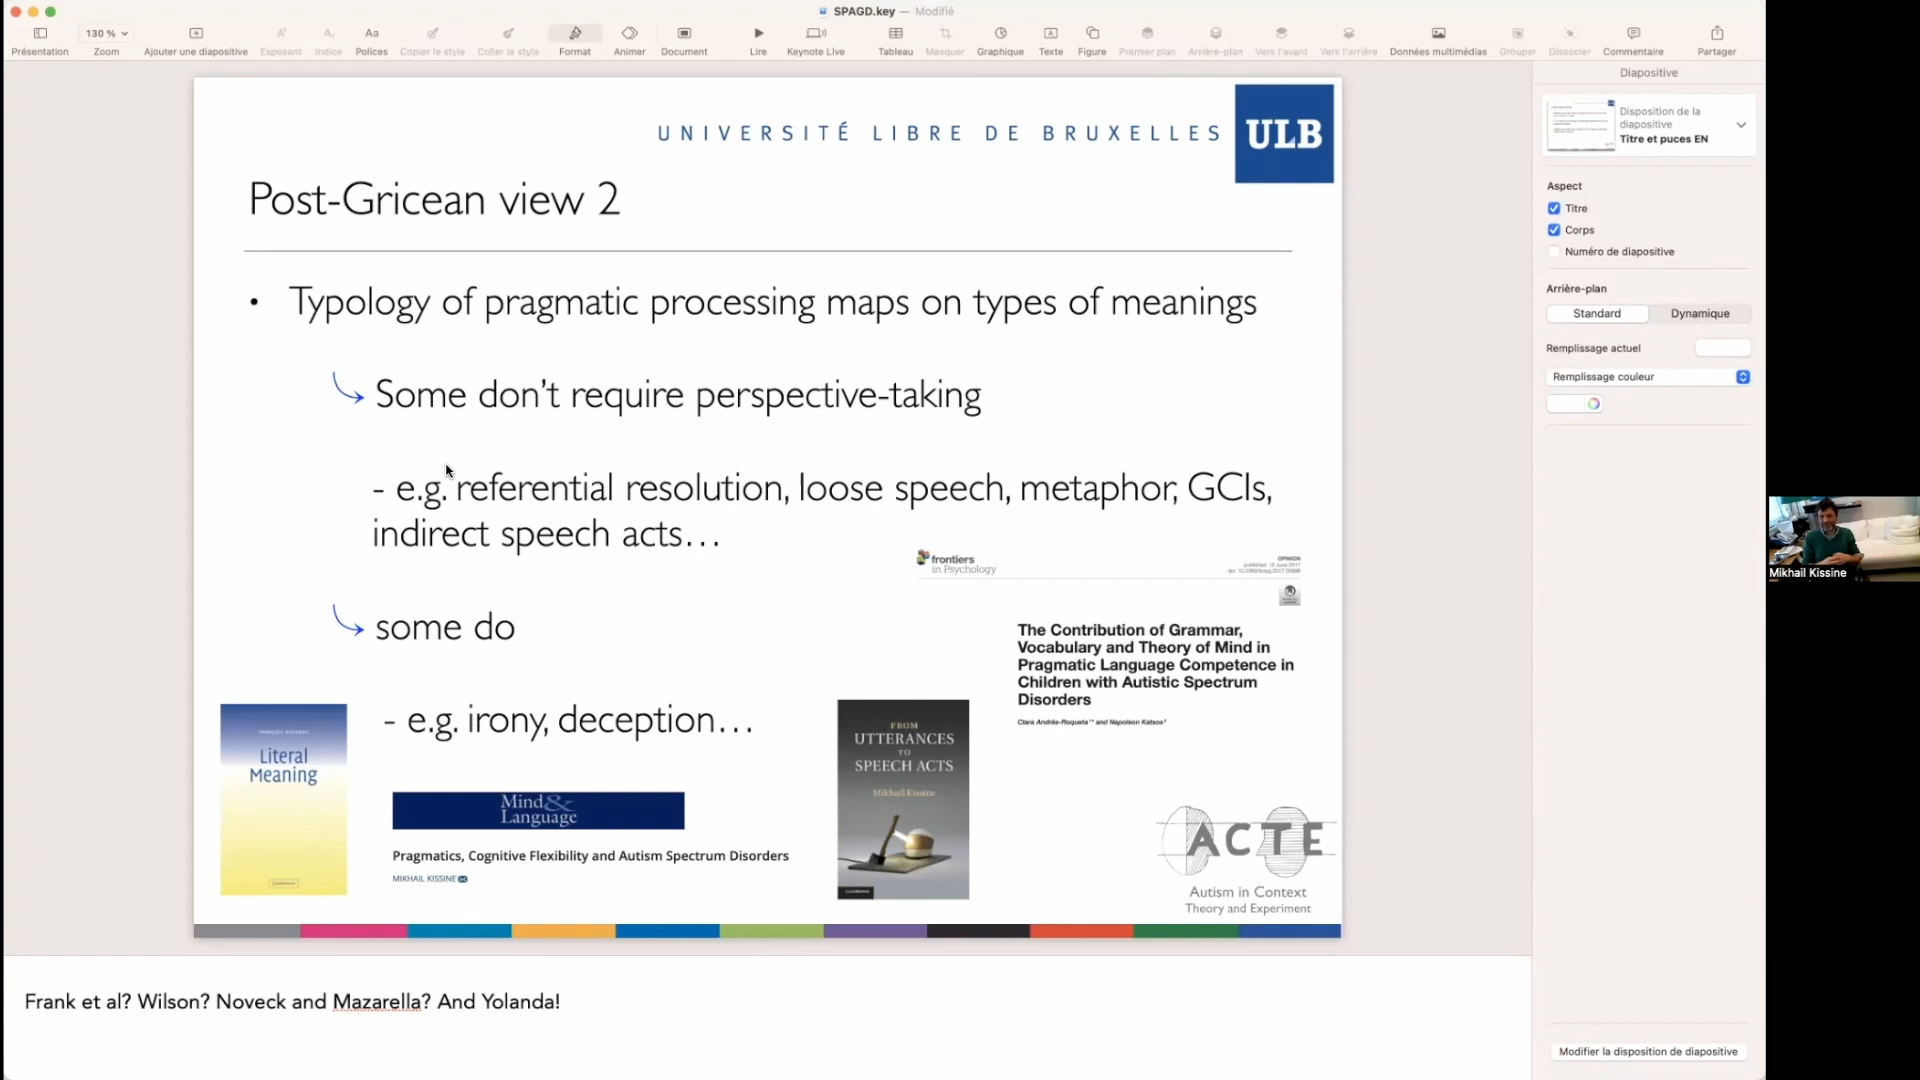 SPAGD.key — Modifié
Présentation
130 %
Zoom
Ajouter une diapositive
Exposant
Indice
Polices
Copier le style
Coller le style
Format
Animer
Document
Lire
Keynote Live
Tableau
Masquer
Graphique
Texte
Figure
Premier plan
Arrière-plan
Vers l'avant
Vers l'arrière
Données multimédias
Grouper
Dissocier
Commentaire
Partager
UNIVERSITÉ LIBRE DE BRUXELLES
ULB
Post-Gricean view 2
• Typology of pragmatic processing maps on types of meanings
Some don't require perspective-taking
- e.g. referential resolution, loose speech, metaphor, GCIs,
indirect speech acts…
some do
- e.g. irony, deception…
frontiers
in Psychology
OPINION
The Contribution of Grammar,
Vocabulary and Theory of Mind in
Pragmatic Language Competence in
Children with Autistic Spectrum
Disorders
Clara Andrés-Roqueta and Napoleon Katsos
Literal
Meaning
Mind &
Language
Pragmatics, Cognitive Flexibility and Autism Spectrum Disorders
MIKHAIL KISSINE
FROM
UTTERANCES
TO
SPEECH ACTS
Mikhail Kissine
ACTE
Autism in Context
Theory and Experiment
Frank et al? Wilson? Noveck and Mazarella? And Yolanda!
Diapositive
Disposition de la
diapositive
Titre et puces EN
Aspect
Titre
Corps
Numéro de diapositive
Arrière-plan
Standard
Dynamique
Remplissage actuel
Remplissage couleur
Modifier la disposition de diapositive
Mikhail Kissine